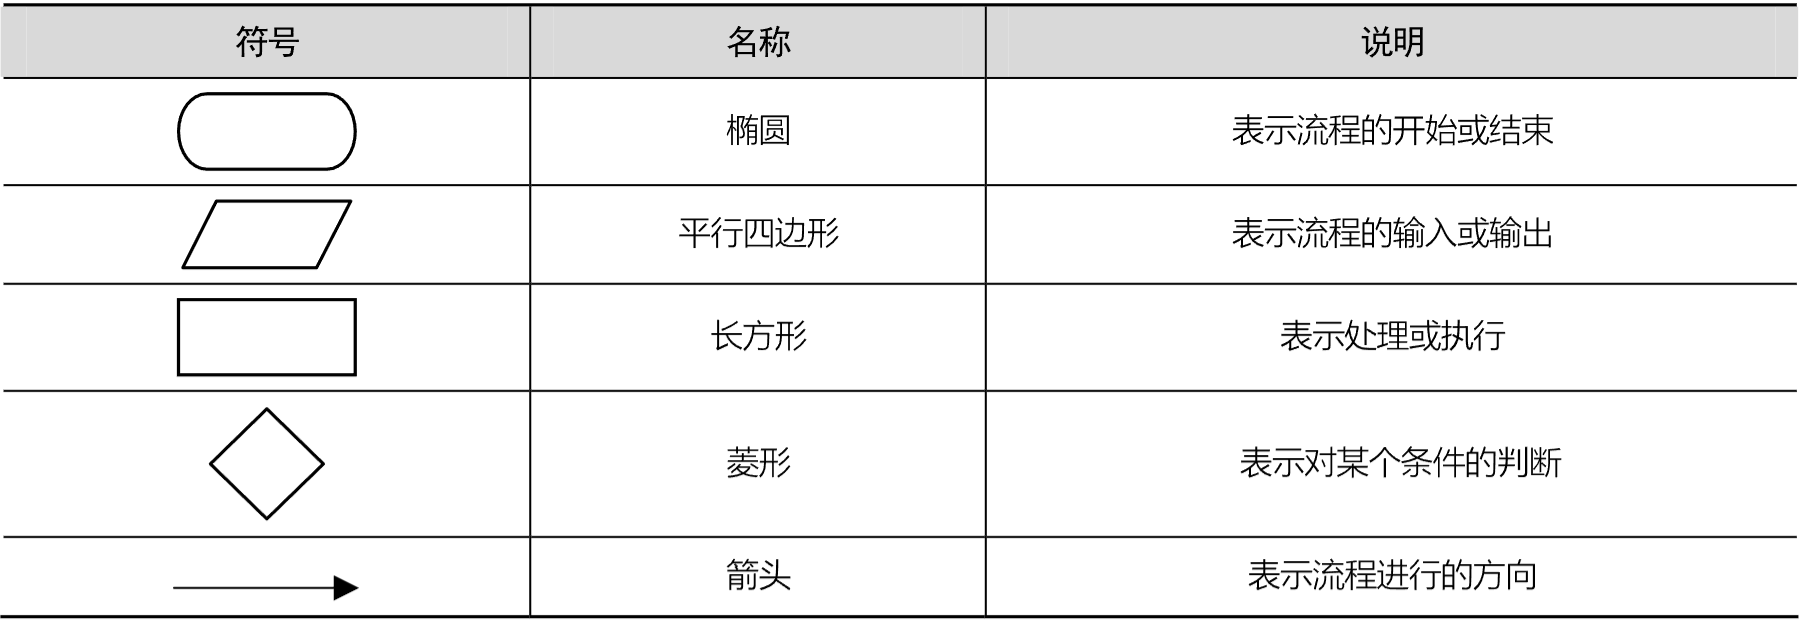 符号 名称 说明
椭圆 表示流程的开始或结束
平行四边形 表示流程的输入或输出
长方形 表示处理或执行
菱形 表示对某个条件的判断
箭头 表示流程进行的方向